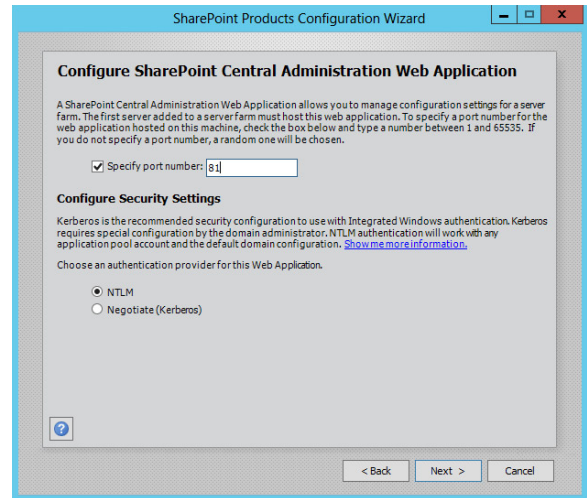 SharePoint Products Configuration Wizard
Configure SharePoint Central Administration Web Application
A SharePoint Central Administration Web Application allows you to manage configuration settings for a server
farm. The first server added to a server farm must host this web application. To specify a port number for the
web application hosted on this machine, check the box below and type a number between 1 and 65535. If
you do not specify a port number, a random one will be chosen.
Specify port number: 81
Configure Security Settings
Kerberos is the recommended security configuration to use with Integrated Windows authentication. Kerberos
requires special configuration by the domain administrator. NTLM authentication will work with any
application pool account and the default domain configuration. Show me more information.
Choose an authentication provider for this Web Application.
NTLM
Negotiate (Kerberos)
< Back Next > Cancel